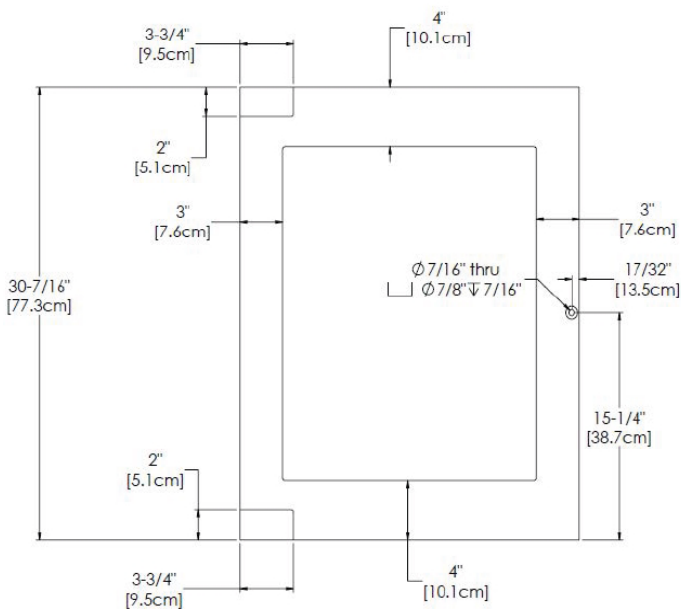 3-3/4"
[9.5cm]
4"
[10.1cm]
2"
[5.1cm]
3"
[7.6cm]
3"
[7.6cm]
30-7/16"
[77.3cm]
⌀7/16" thru
⌴ ⌀7/8"↧7/16"
17/32"
[13.5cm]
15-1/4"
[38.7cm]
2"
[5.1cm]
3-3/4"
[9.5cm]
4"
[10.1cm]